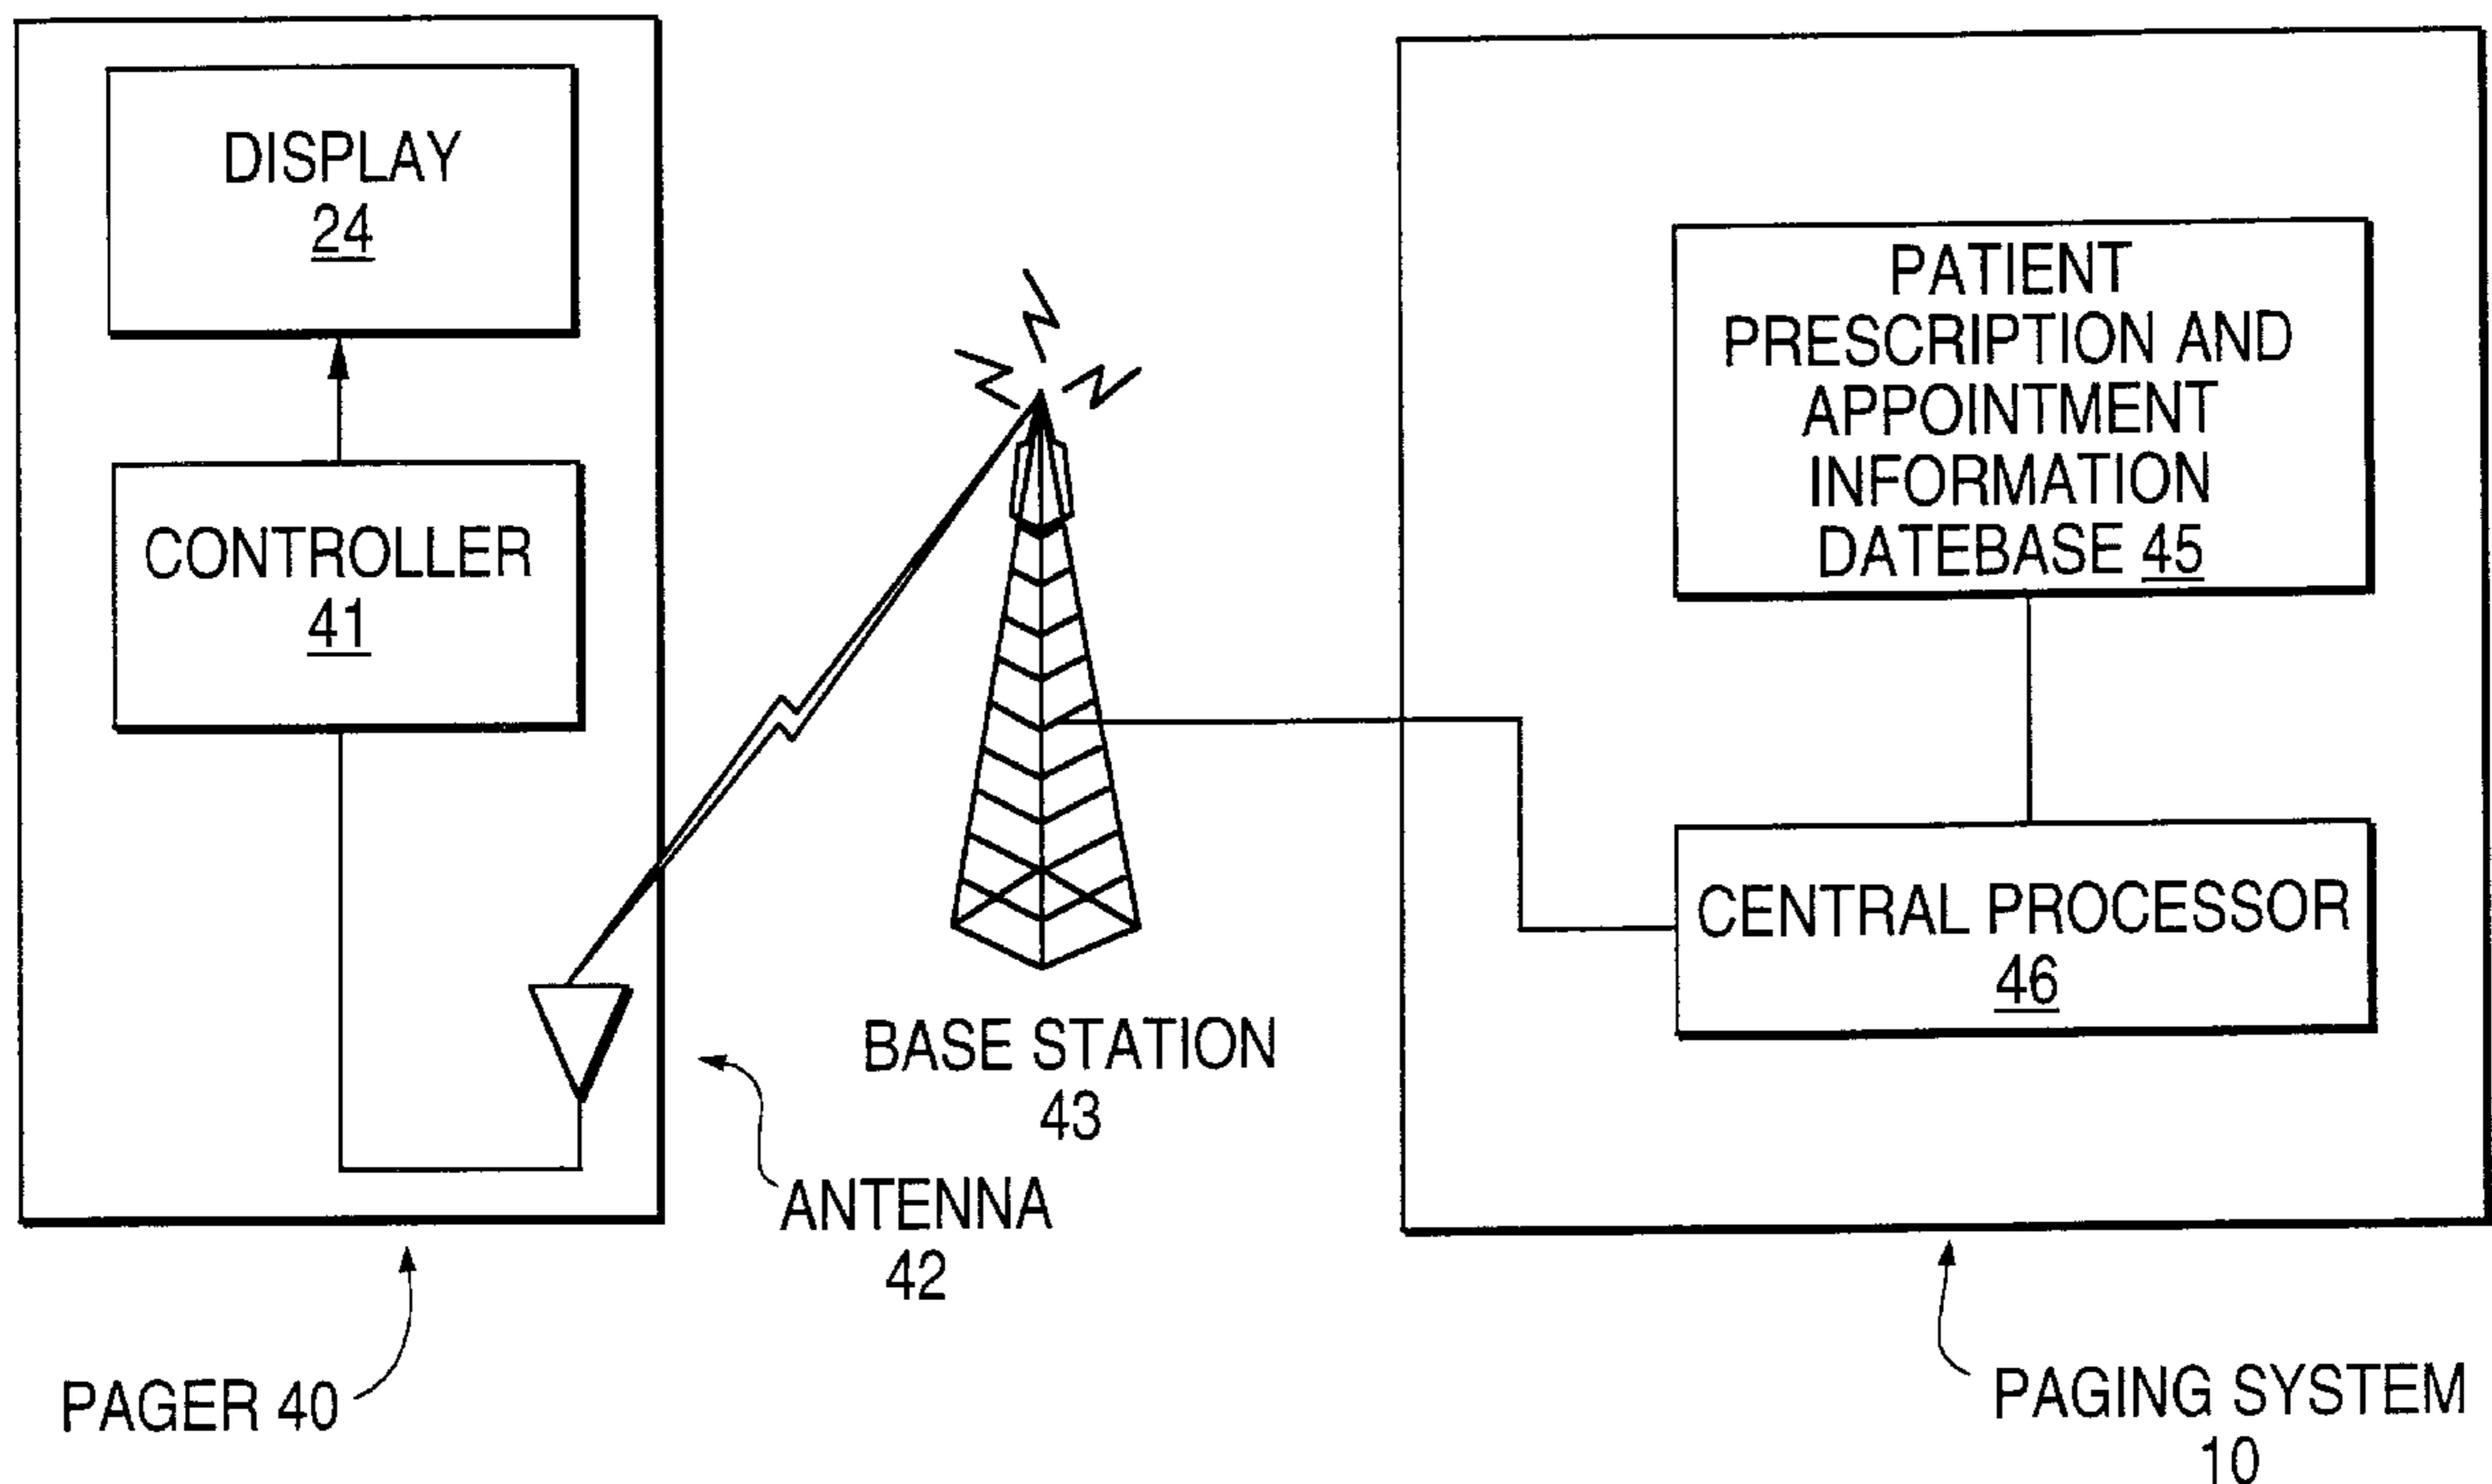 DISPLAY
24
CONTROLLER
41
PATIENT
PRESCRIPTION AND
APPOINTMENT
INFORMATION
DATEBASE 45
CENTRAL PROCESSOR
46
BASE STATION
43
ANTENNA
42
PAGER 40
PAGING SYSTEM
10